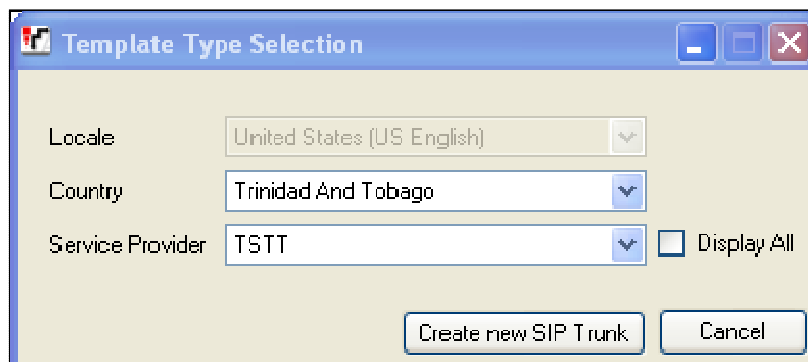 Template Type Selection
Locale United States (US English)
Country Trinidad And Tobago
Service Provider TSTT Display All
Create new SIP Trunk Cancel